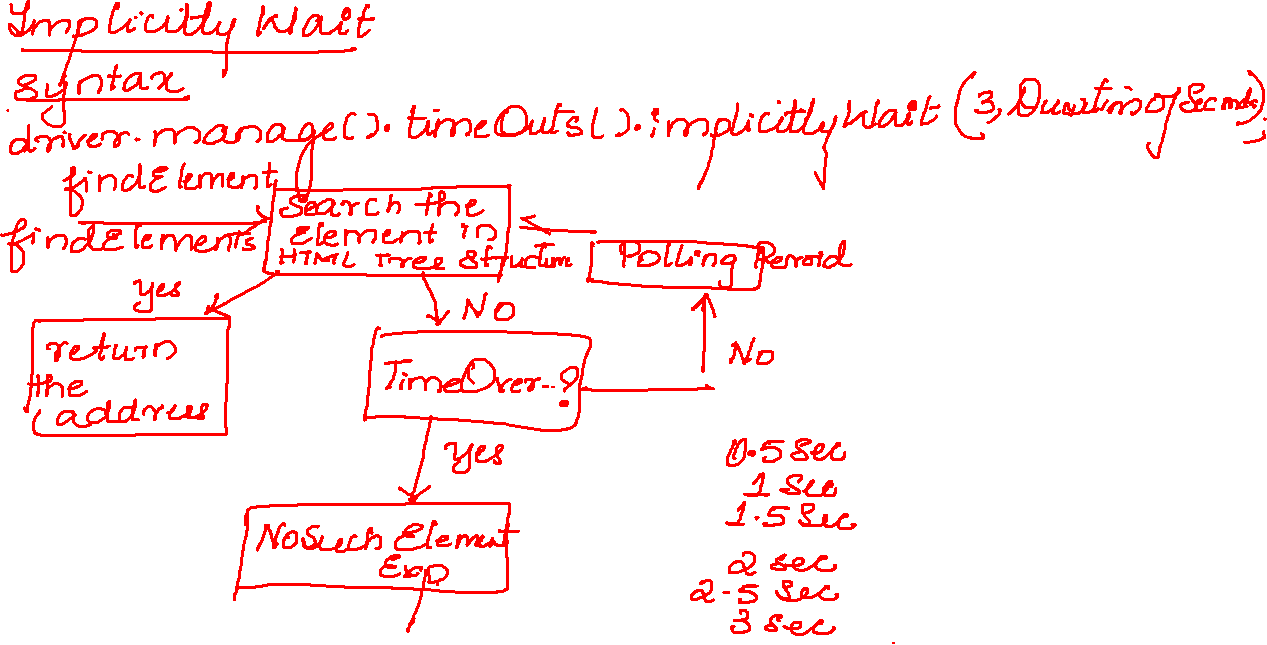 Implicitly Wait
Syntax
driver.manage().timeOuts().implicitlyWait(3, DurationofSeconds).
findElement
findElements
Search the
Element in
HTML Tree Structure
Polling Peroid
Yes
NO
return
the
address
TimeOver..?
No
Yes
NoSuch Element
Exp
0.5 Sec
1 Sec
1.5 Sec
2 sec
2.5 Sec
3 Sec